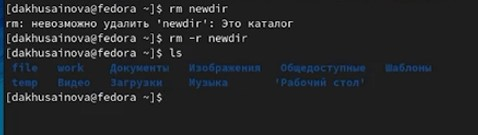 [dakhusainova@fedora ~]$ rm newdir
rm: невозможно удалить 'newdir': Это каталог
[dakhusainova@fedora ~]$ rm -r newdir
[dakhusainova@fedora ~]$ ls
file work Документы Изображения Общедоступные Шаблоны
temp Видео Загрузки Музыка 'Рабочий стол'
[dakhusainova@fedora ~]$